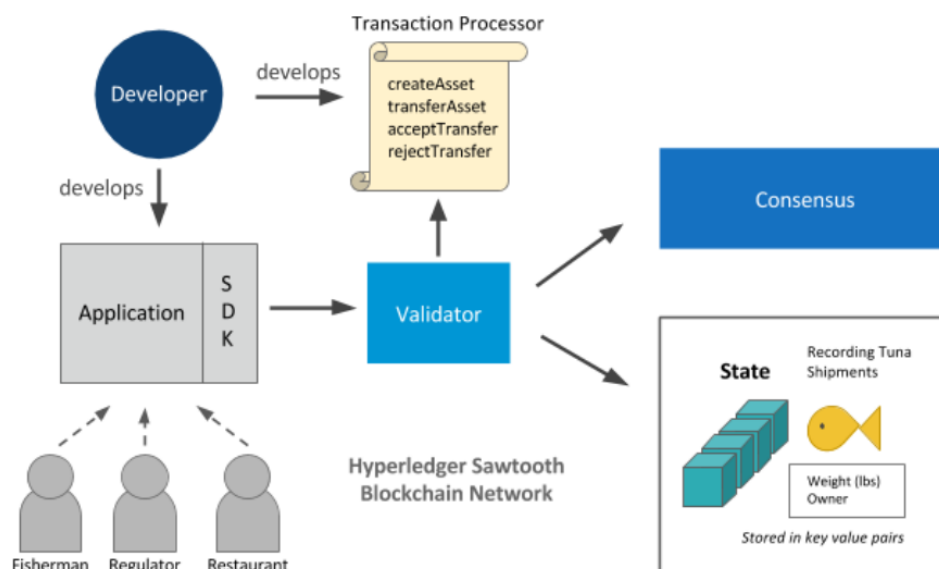 Transaction Processor
Developer
develops
createAsset
transferAsset
acceptTransfer
rejectTransfer
develops
Consensus
Application
S
D
K
Validator
State
Recording Tuna
Shipments
Hyperledger Sawtooth
Blockchain Network
Weight (lbs)
Owner
Stored in key value pairs
Fisherman
Regulator
Restaurant